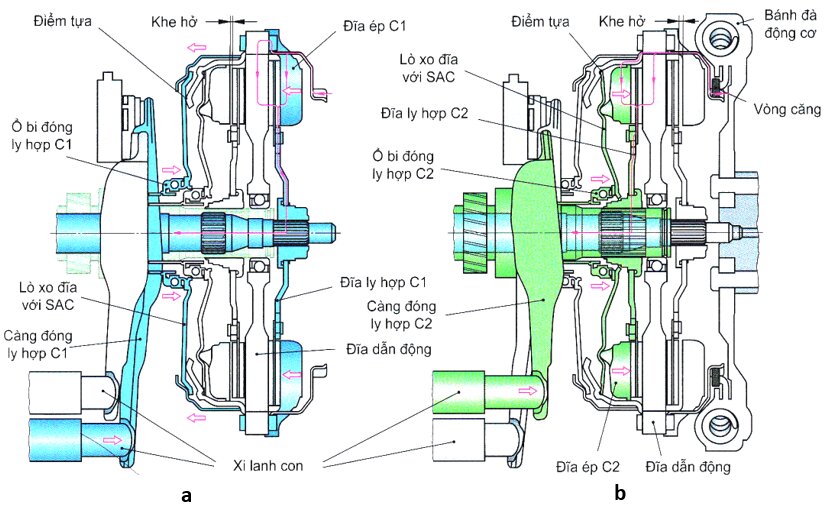 Điểm tựa
Khe hở
Đĩa ép C1
Ổ bi đóng
ly hợp C1
Lò xo đĩa
với SAC
Càng đóng
ly hợp C1
Đĩa ly hợp C1
Đĩa dẫn động
Xi lanh con
a
Điểm tựa
Khe hở
Bánh đà
động cơ
Lò xo đĩa
với SAC
Đĩa ly hợp C2
Vòng căng
Ổ bi đóng
ly hợp C2
Càng đóng
ly hợp C2
Đĩa ép C2
Đĩa dẫn động
b